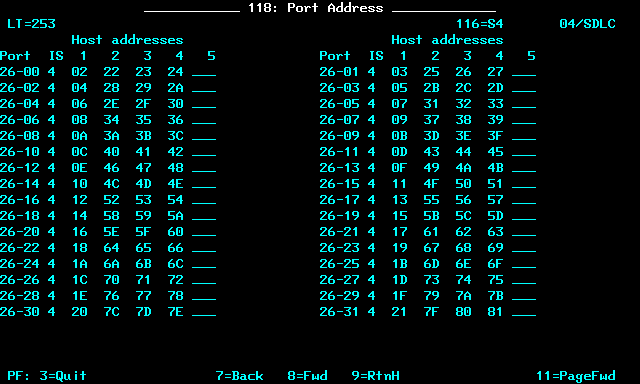 118: Port Address
LT=253 116=S4 04/SDLC
Host addresses Host addresses
Port IS 1 2 3 4 5 Port IS 1 2 3 4 5
26-00 4 02 22 23 24 ___ 26-01 4 03 25 26 27 ___
26-02 4 04 28 29 2A ___ 26-03 4 05 2B 2C 2D ___
26-04 4 06 2E 2F 30 ___ 26-05 4 07 31 32 33 ___
26-06 4 08 34 35 36 ___ 26-07 4 09 37 38 39 ___
26-08 4 0A 3A 3B 3C ___ 26-09 4 0B 3D 3E 3F ___
26-10 4 0C 40 41 42 ___ 26-11 4 0D 43 44 45 ___
26-12 4 0E 46 47 48 ___ 26-13 4 0F 49 4A 4B ___
26-14 4 10 4C 4D 4E ___ 26-15 4 11 4F 50 51 ___
26-16 4 12 52 53 54 ___ 26-17 4 13 55 56 57 ___
26-18 4 14 58 59 5A ___ 26-19 4 15 5B 5C 5D ___
26-20 4 16 5E 5F 60 ___ 26-21 4 17 61 62 63 ___
26-22 4 18 64 65 66 ___ 26-23 4 19 67 68 69 ___
26-24 4 1A 6A 6B 6C ___ 26-25 4 1B 6D 6E 6F ___
26-26 4 1C 70 71 72 ___ 26-27 4 1D 73 74 75 ___
26-28 4 1E 76 77 78 ___ 26-29 4 1F 79 7A 7B ___
26-30 4 20 7C 7D 7E ___ 26-31 4 21 7F 80 81 ___
PF: 3=Quit 7=Back 8=Fwd 9=RtnH 11=PageFwd